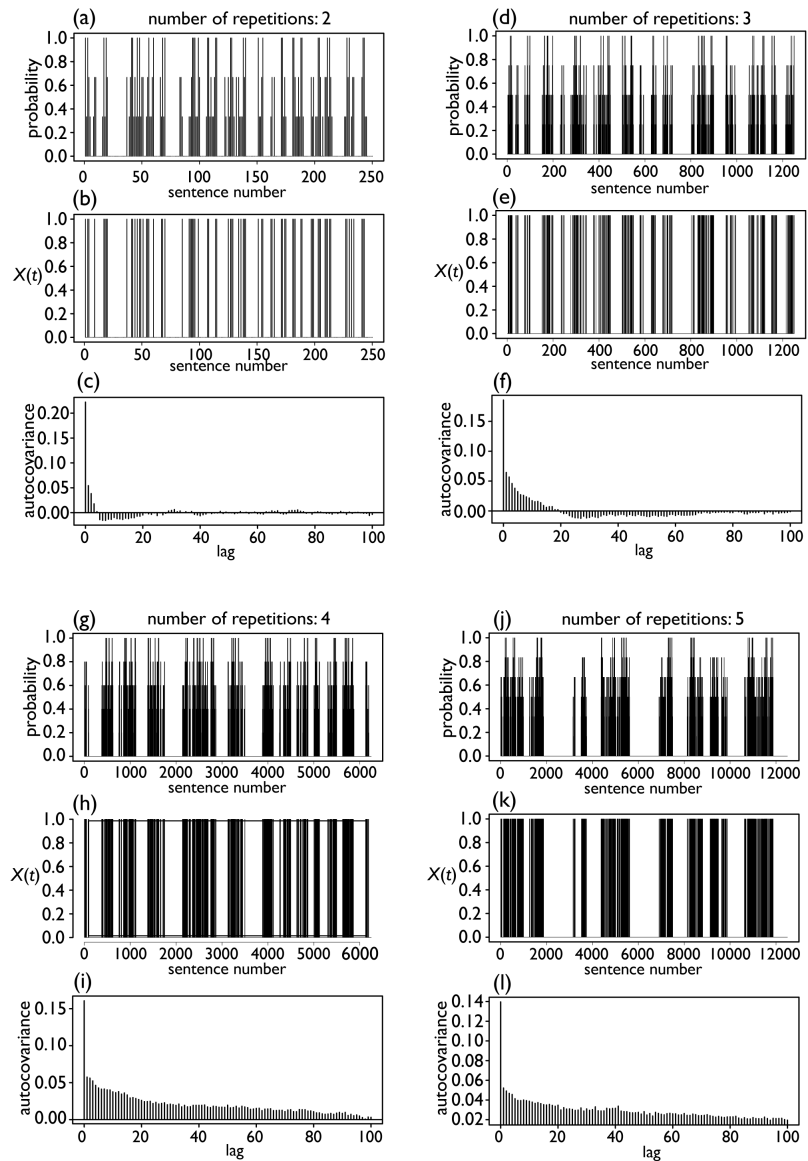 (a) number of repetitions: 2
probability
1.0
0.8
0.6
0.4
0.2
0.0
0 50 100 150 200 250
sentence number
(b)
X(t)
1.0
0.8
0.6
0.4
0.2
0.0
0 50 100 150 200 250
sentence number
(c)
autocovariance
0.20
0.15
0.10
0.05
0.00
0 20 40 60 80 100
lag
(d) number of repetitions: 3
probability
1.0
0.8
0.6
0.4
0.2
0.0
0 200 400 600 800 1000 1200
sentence number
(e)
X(t)
1.0
0.8
0.6
0.4
0.2
0.0
0 200 400 600 800 1000 1200
sentence number
(f)
autocovariance
0.15
0.10
0.05
0.00
0 20 40 60 80 100
lag
(g) number of repetitions: 4
probability
1.0
0.8
0.6
0.4
0.2
0.0
0 1000 2000 3000 4000 5000 6000
sentence number
(h)
X(t)
1.0
0.8
0.6
0.4
0.2
0.0
0 1000 2000 3000 4000 5000 6000
sentence number
(i)
autocovariance
0.15
0.10
0.05
0.00
0 20 40 60 80 100
lag
(j) number of repetitions: 5
probability
1.0
0.8
0.6
0.4
0.2
0.0
0 2000 4000 6000 8000 10000 12000
sentence number
(k)
X(t)
1.0
0.8
0.6
0.4
0.2
0.0
0 2000 4000 6000 8000 10000 12000
sentence number
(l)
autocovariance
0.14
0.12
0.10
0.08
0.06
0.04
0.02
0 20 40 60 80 100
lag